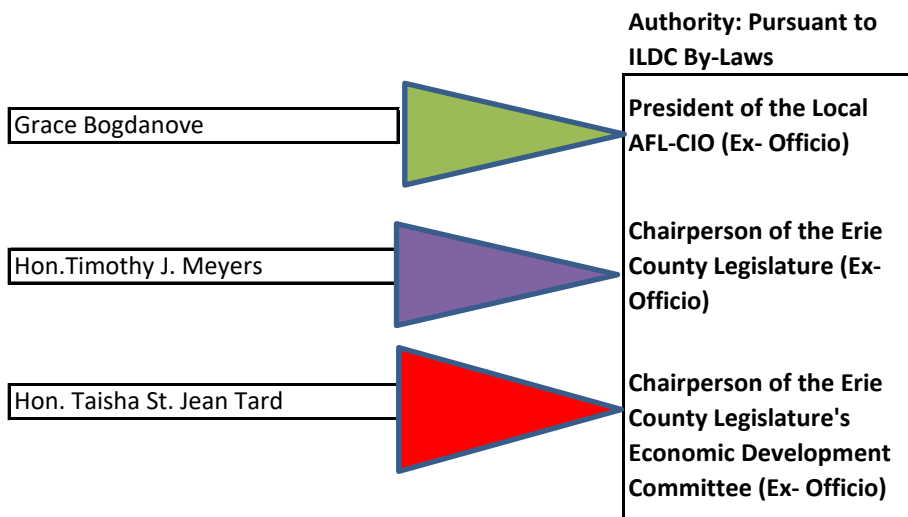 Authority: Pursuant to
ILDC By-Laws
Grace Bogdanove
President of the Local
AFL-CIO (Ex- Officio)
Hon.Timothy J. Meyers
Chairperson of the Erie
County Legislature (Ex-
Officio)
Hon. Taisha St. Jean Tard
Chairperson of the Erie
County Legislature's
Economic Development
Committee (Ex- Officio)